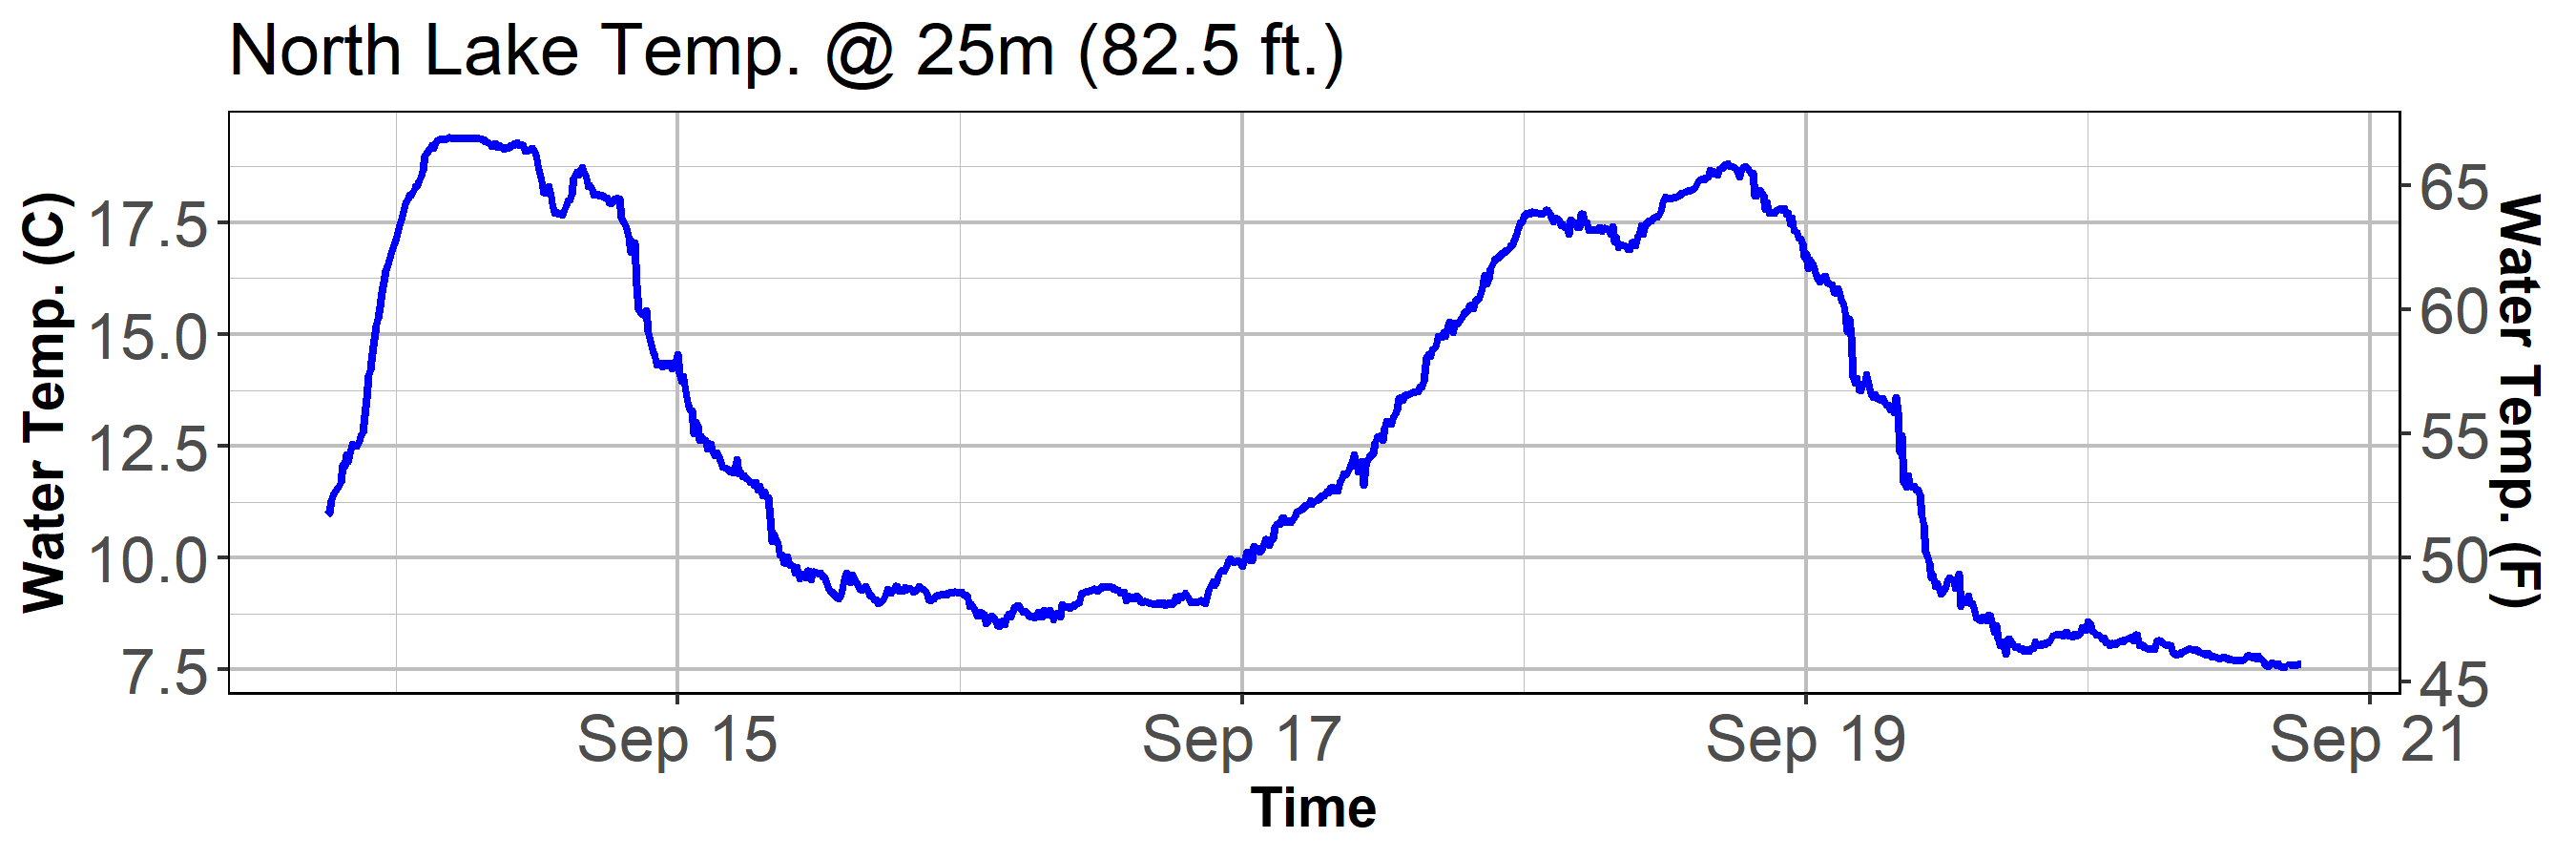 North Lake Temp. @ 25m (82.5 ft.)
Water Temp. (C)
17.5
15.0
12.5
10.0
7.5
65
60
55
50
45
Water Temp. (F)
Sep 15
Sep 17
Sep 19
Sep 21
Time